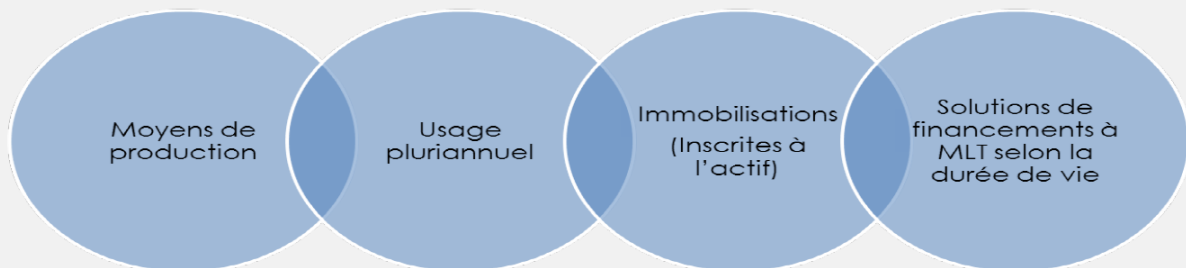 Moyens de
production
Usage
pluriannuel
Immobilisations
(Inscrites à
l’actif)
Solutions de
financements à
MLT selon la
durée de vie